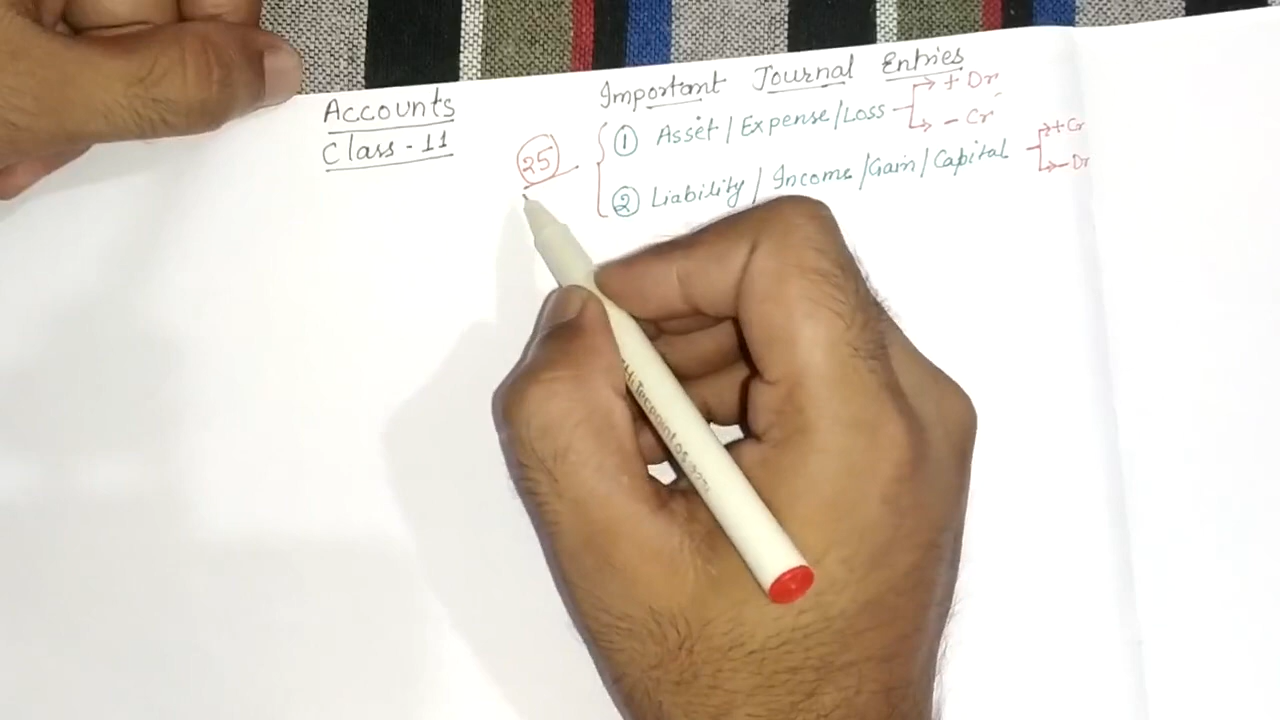 Accounts
Class - 11
Important Journal Entries
25
① Asset / Expense / Loss
+ Dr
- Cr
② Liability / Income / Gain / Capital
+ Cr
- Dr